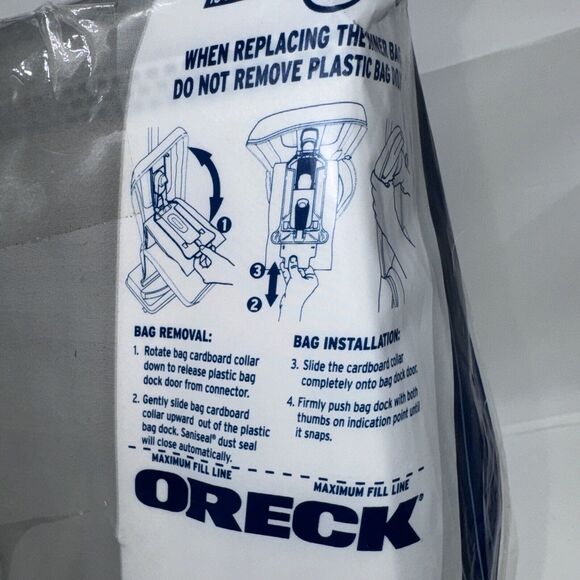 WHEN REPLACING THE INNER BAG
DO NOT REMOVE PLASTIC BAG
1
3
2
BAG REMOVAL:
1. Rotate bag cardboard collar
down to release plastic bag
dock door from connector.
2. Gently slide bag cardboard
collar upward out of the plastic
bag dock. Saniseal® dust seal
will close automatically.
BAG INSTALLATION:
3. Slide the cardboard collar
completely onto bag dock door.
4. Firmly push bag dock with both
thumbs on indication point until
it snaps.
MAXIMUM FILL LINE
MAXIMUM FILL LINE
ORECK®